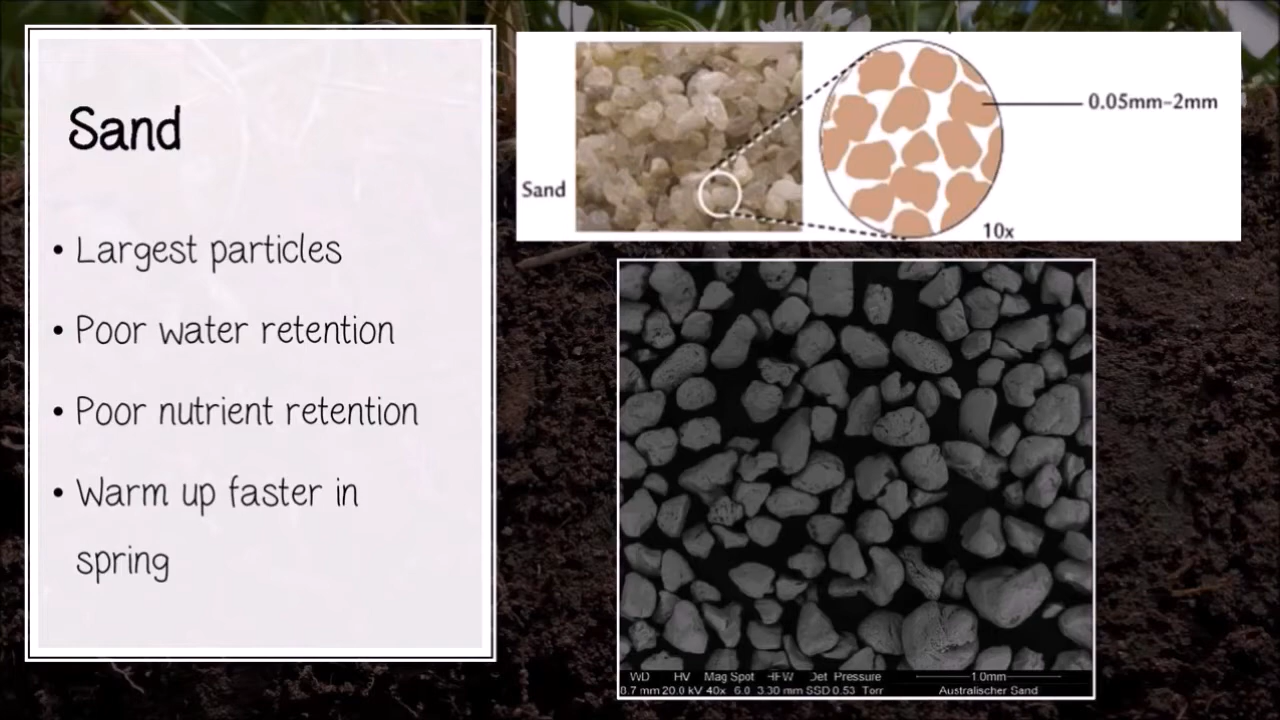 Sand
• Largest particles
• Poor water retention
• Poor nutrient retention
• Warm up faster in
spring
Sand
0.05mm-2mm
10x
WD HV Mag Spot HFW Det Pressure 1.0mm
8.7 mm 20.0 kV 40x 6.0 3.30 mm SSD 0.53 Torr Australischer Sand